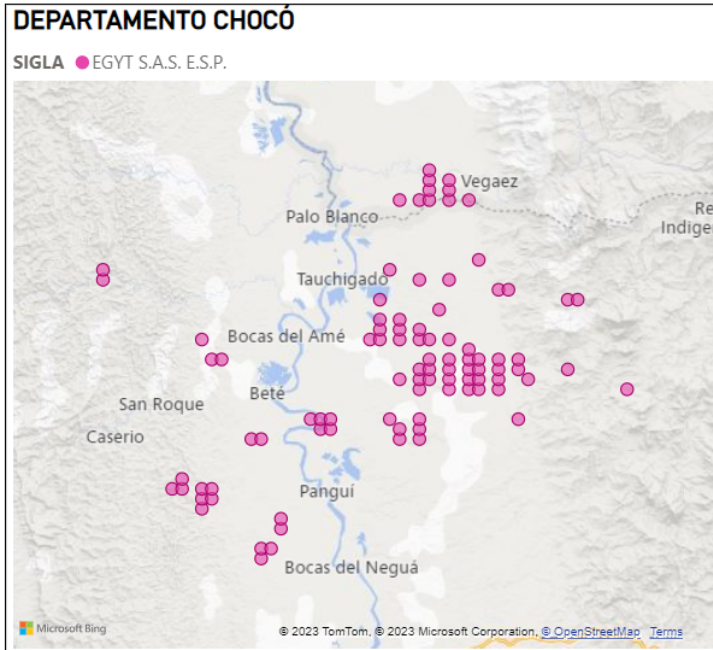 DEPARTAMENTO CHOCÓ
SIGLA EGYT S.A.S. E.S.P.
Vegaez
Re
Indiger
Palo Blanco
Tauchigado
Bocas del Amé
Beté
San Roque
Caserio
Panguí
Bocas del Neguá
Microsoft Bing
© 2023 TomTom, © 2023 Microsoft Corporation, © OpenStreetMap Terms